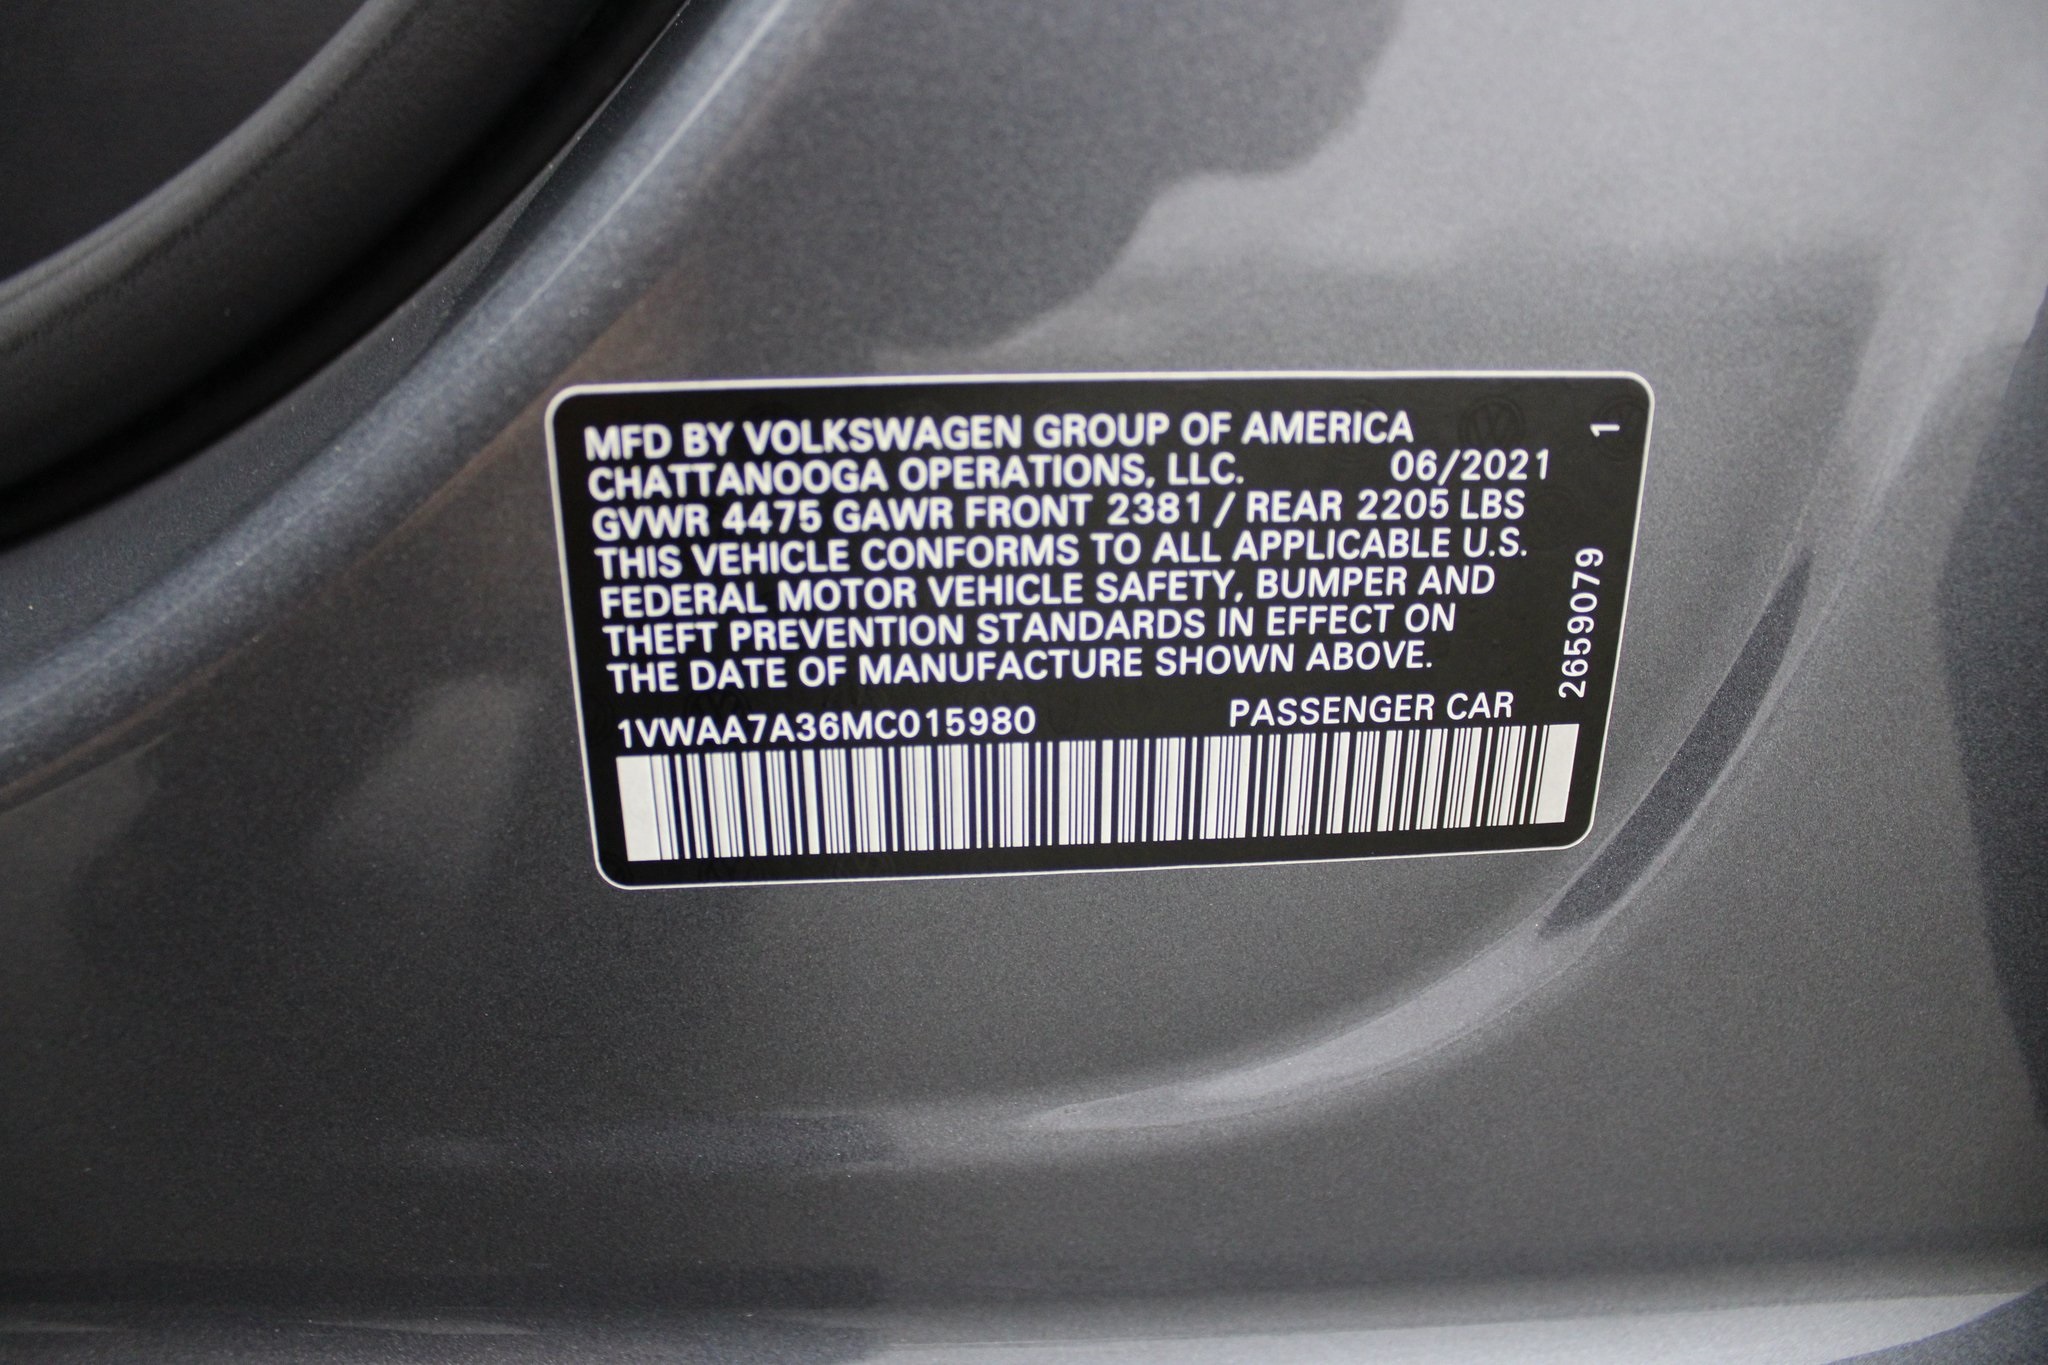 MFD BY VOLKSWAGEN GROUP OF AMERICA
CHATTANOOGA OPERATIONS, LLC. 06/2021
GVWR 4475 GAWR FRONT 2381 / REAR 2205 LBS
THIS VEHICLE CONFORMS TO ALL APPLICABLE U.S.
FEDERAL MOTOR VEHICLE SAFETY, BUMPER AND
THEFT PREVENTION STANDARDS IN EFFECT ON
THE DATE OF MANUFACTURE SHOWN ABOVE.
1VWAA7A36MC015980 PASSENGER CAR
2659079 1